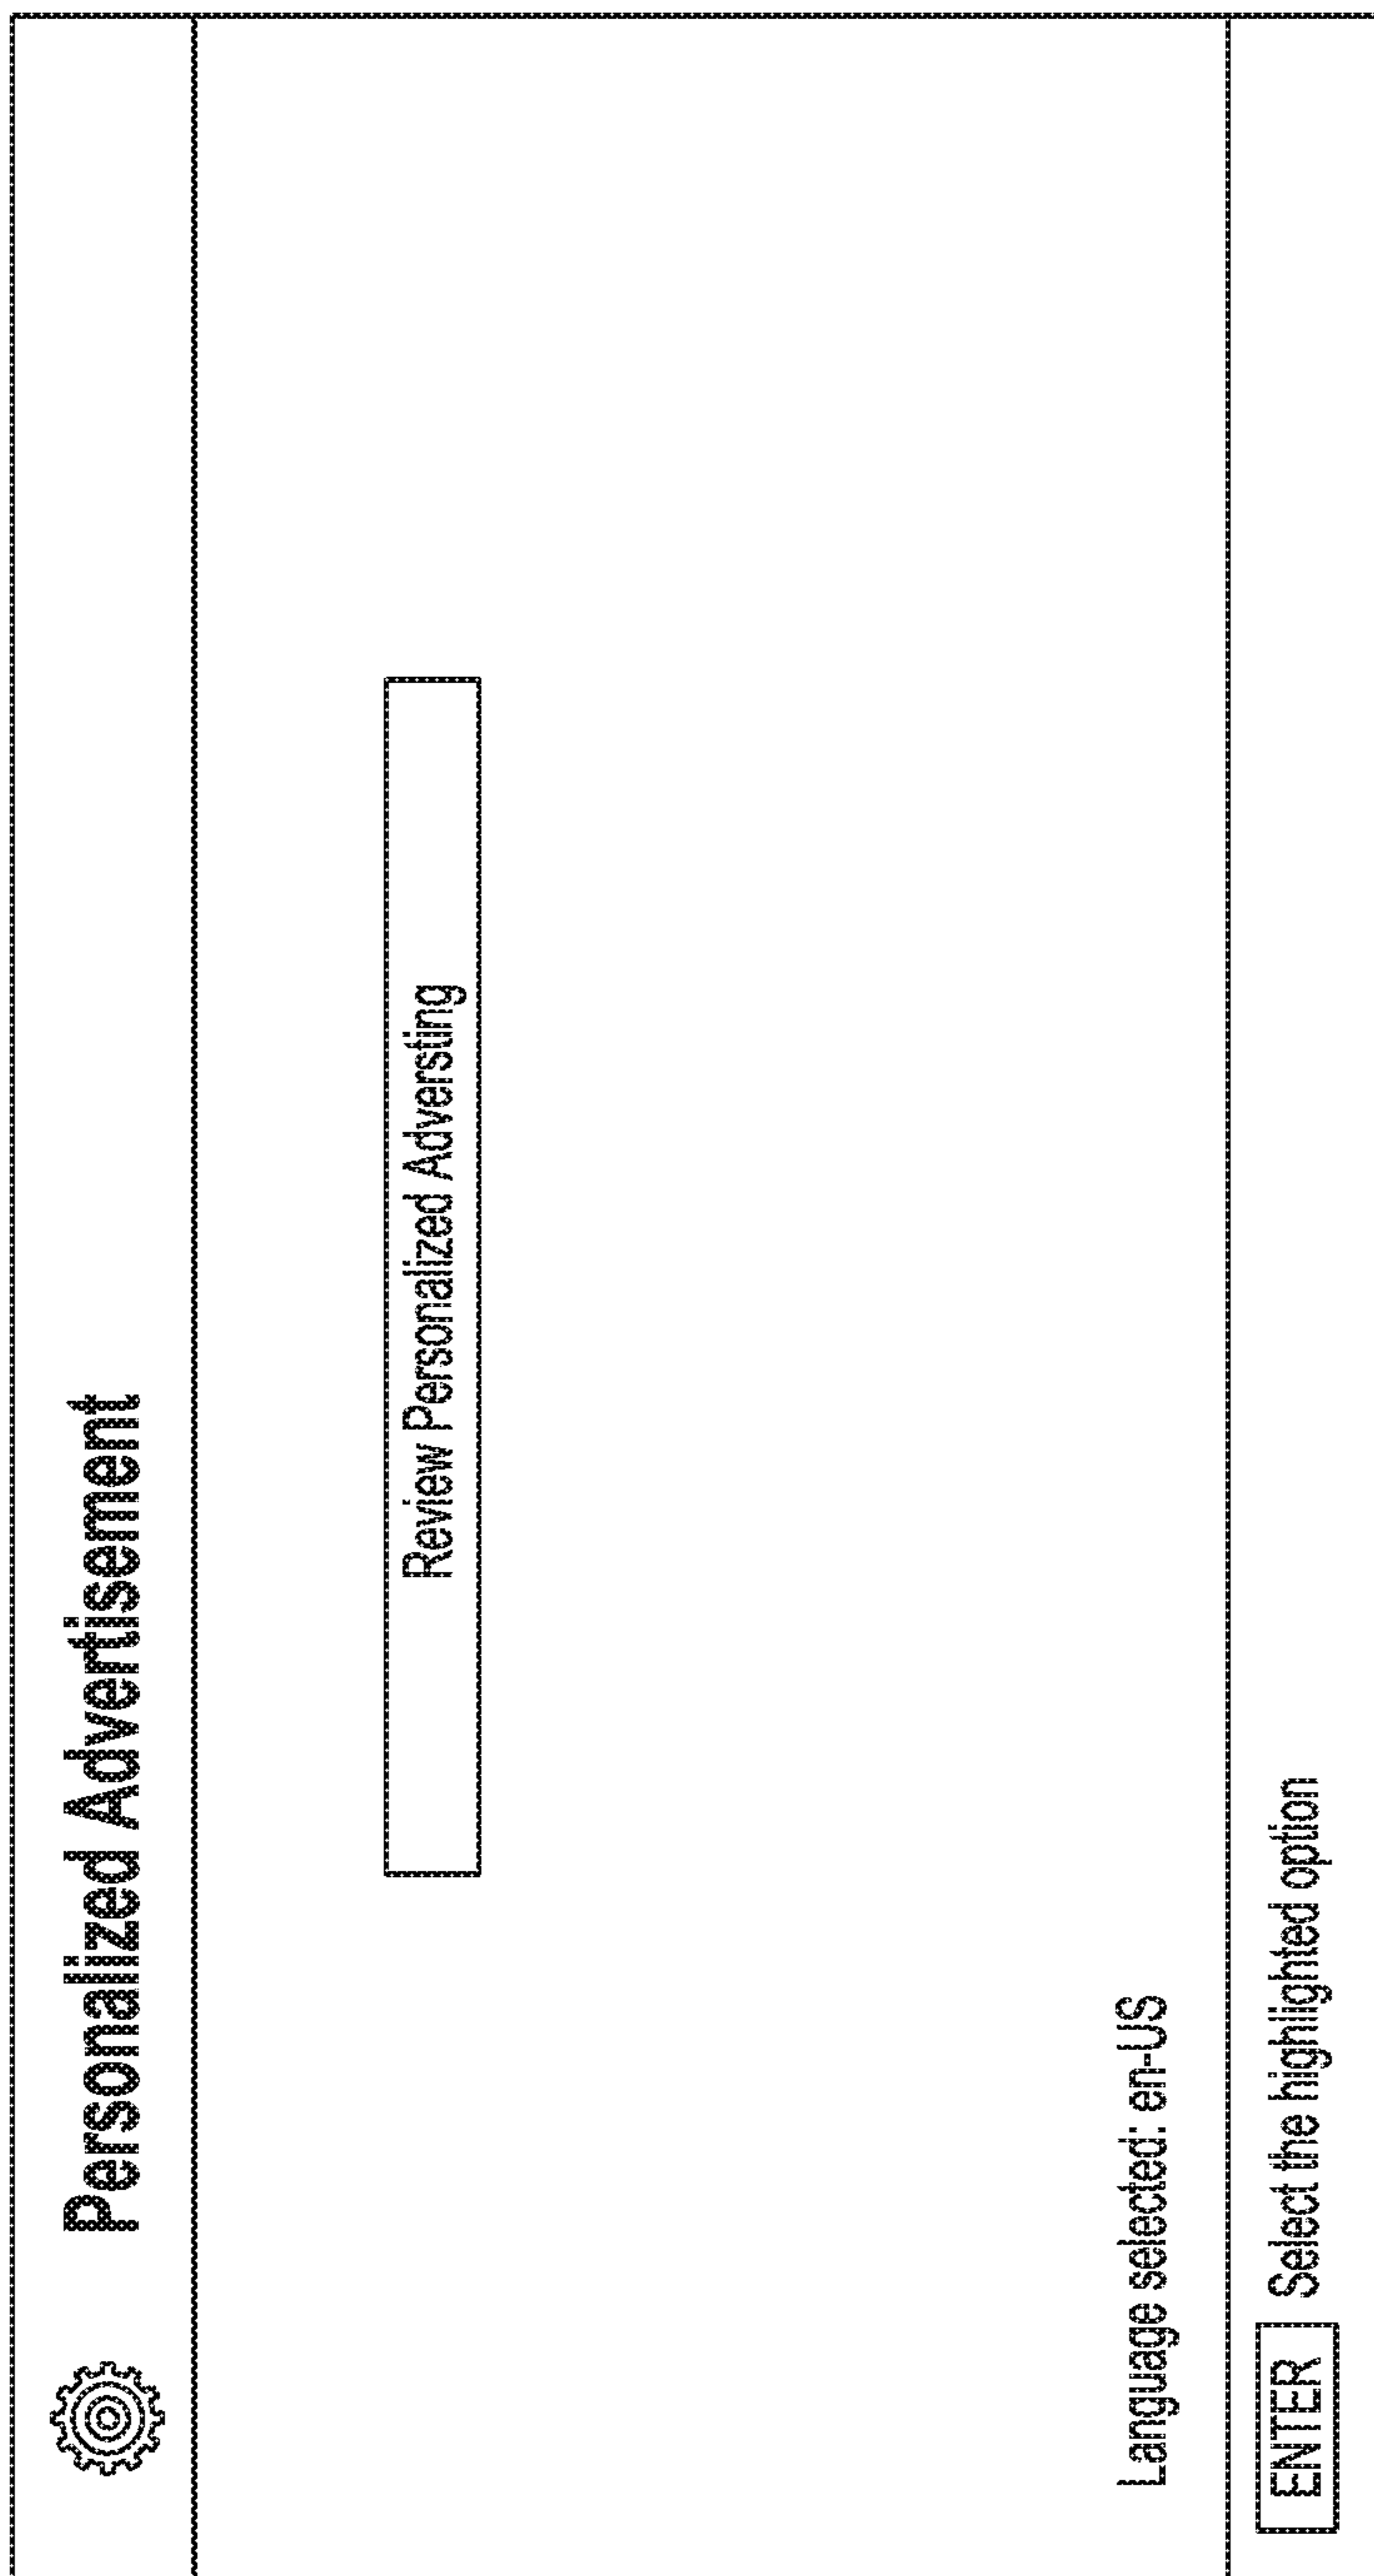 Personalized Advertisement
Review Personalized Adversting
Language selected: en-US
ENTER Select the highlighted option